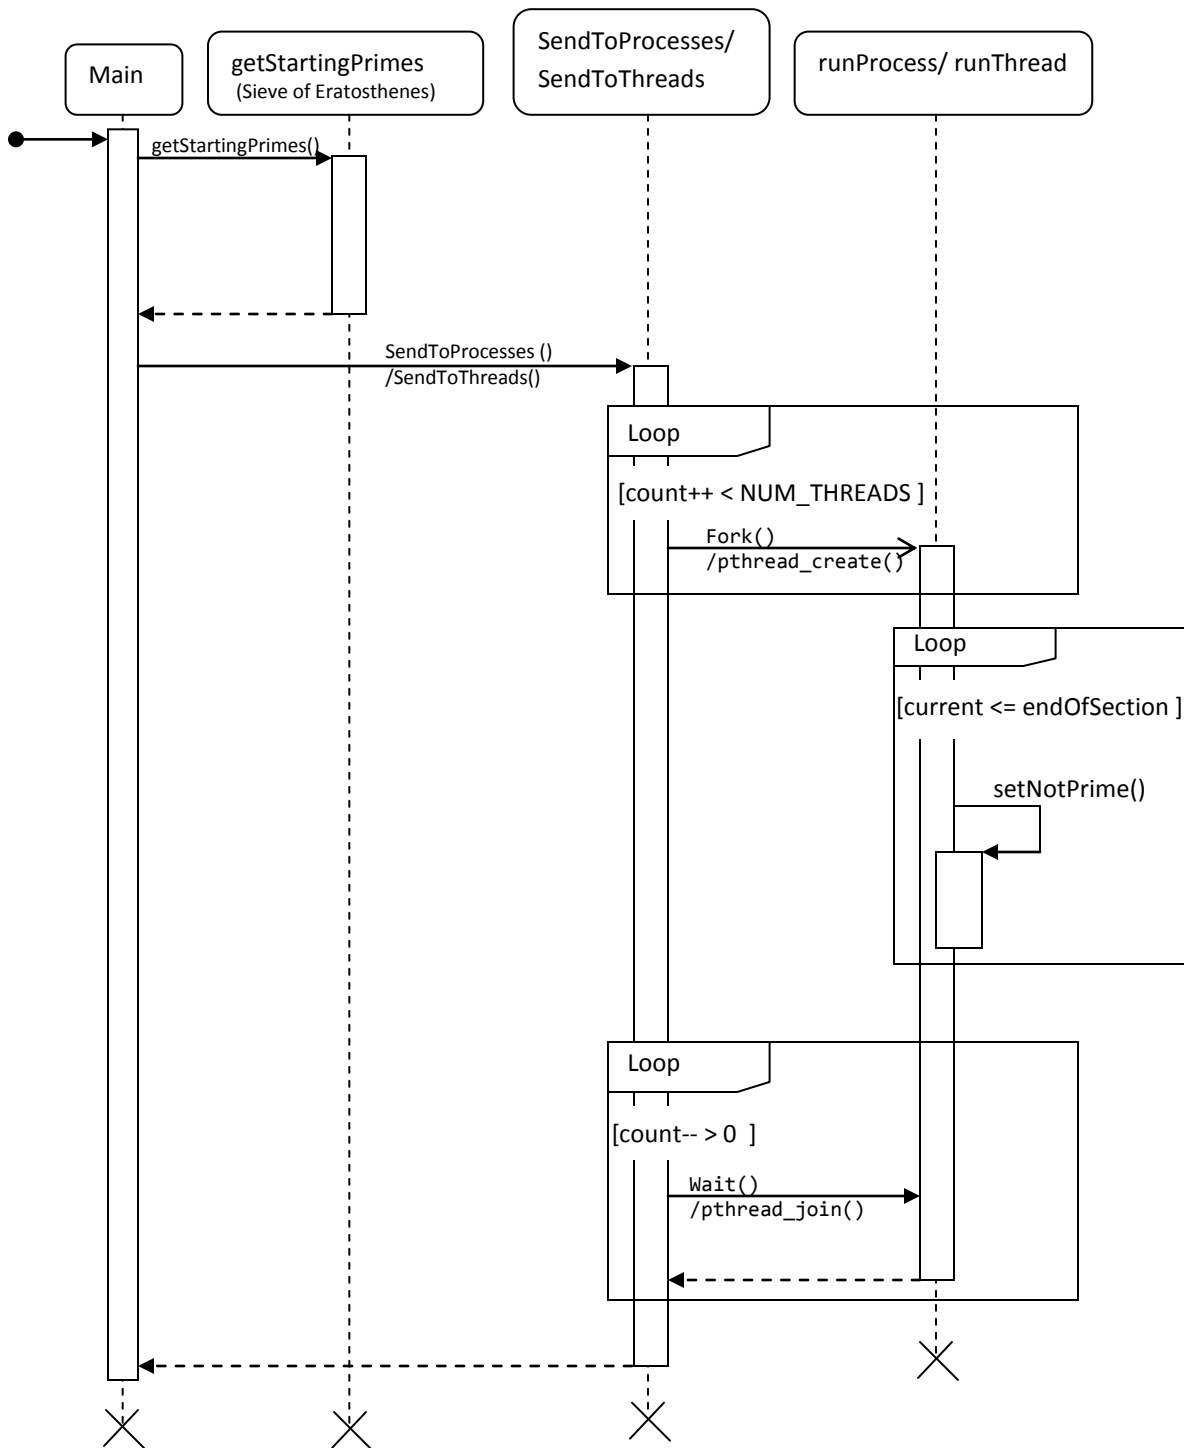 Main
getStartingPrimes
(Sieve of Eratosthenes)
SendToProcesses/
SendToThreads
runProcess/ runThread
getStartingPrimes()
SendToProcesses ()
/SendToThreads()
Loop
[count++ < NUM_THREADS ]
Fork()
/pthread_create()
Loop
[current <= endOfSection ]
setNotPrime()
Loop
[count-- > 0  ]
Wait()
/pthread_join()